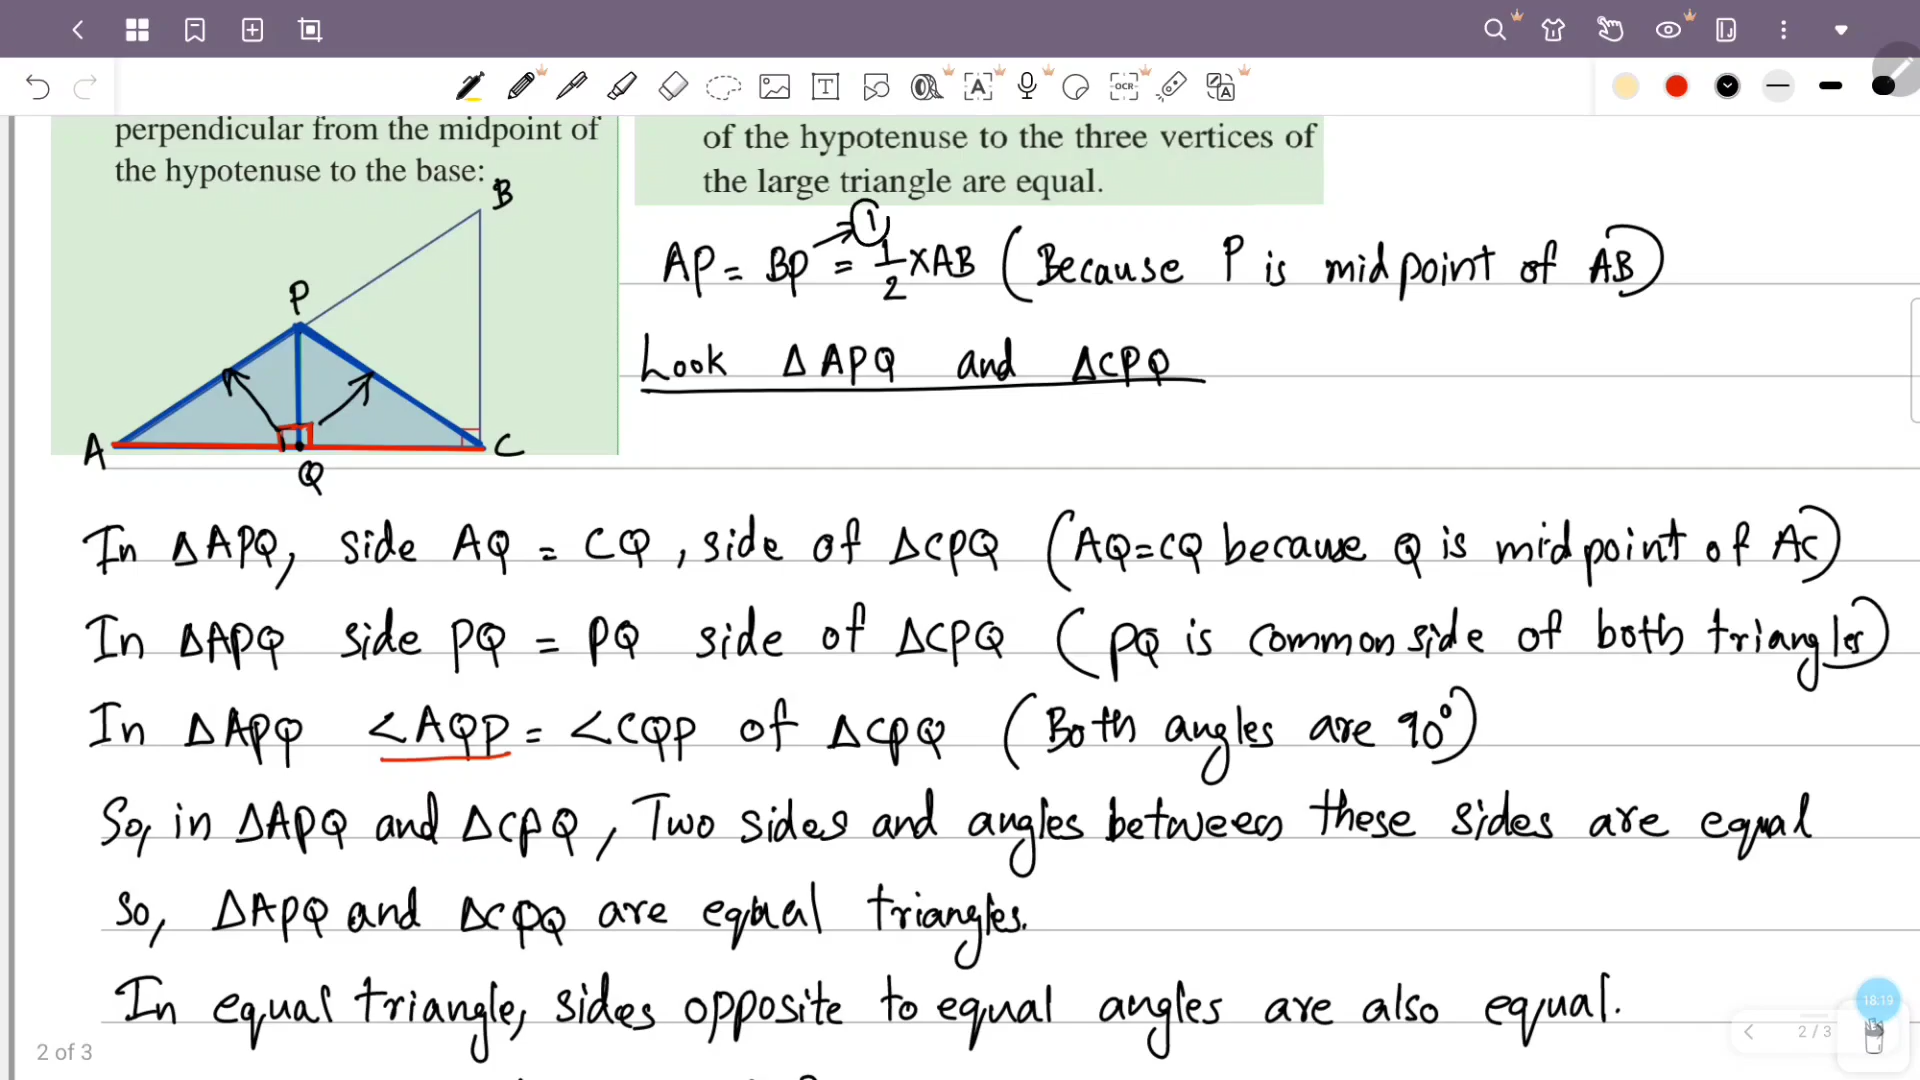 perpendicular from the midpoint of
the hypotenuse to the base:
of the hypotenuse to the three vertices of
the large triangle are equal.
B
P
A
Q
C
1
AP = BP = 1/2 X AB (Because P is midpoint of AB)
Look ΔAPQ and ΔCPQ
In ΔAPQ, side AQ = CQ, side of ΔCPQ (AQ=CQ because Q is midpoint of AC)
In ΔAPQ side PQ = PQ side of ΔCPQ (PQ is common side of both triangles)
In ΔAPQ <AQP = <CQP of ΔCPQ (Both angles are 90°)
So, in ΔAPQ and ΔCPQ, Two sides and angles between these sides are equal
So, ΔAPQ and ΔCPQ are equal triangles.
In equal triangle, sides opposite to equal angles are also equal.
2 of 3
2 / 3
18:19
T
A
OCR